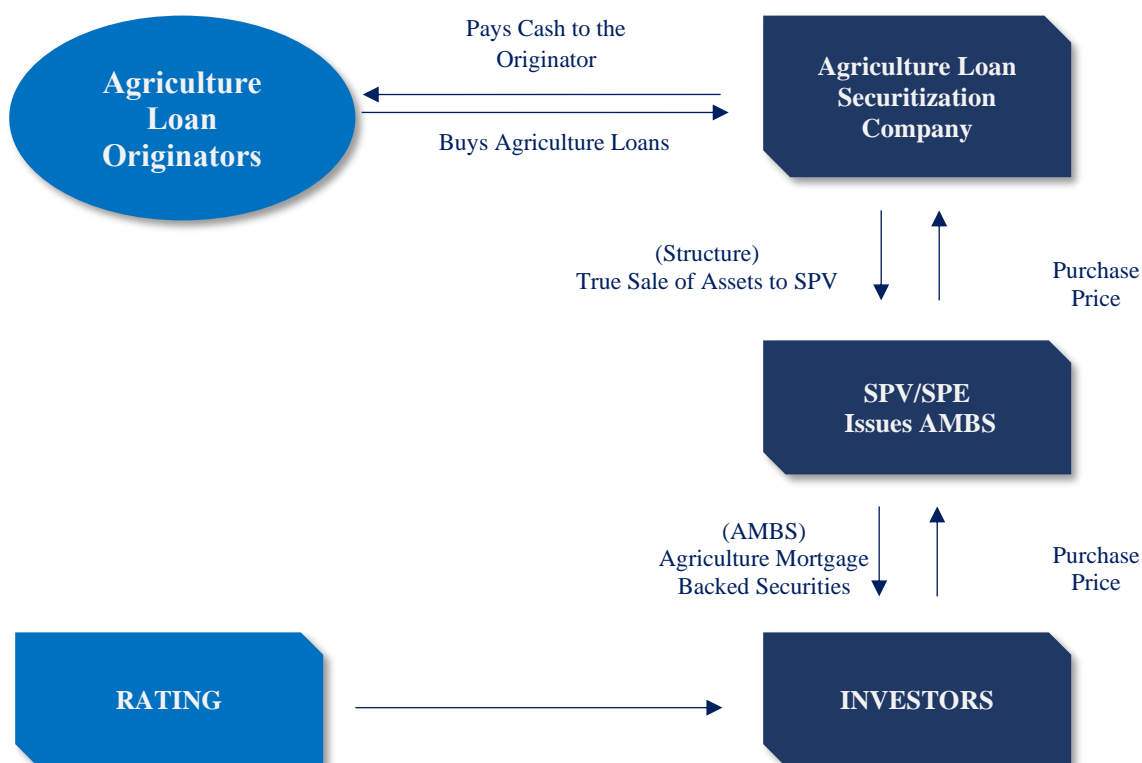 Agriculture
Loan
Originators
Pays Cash to the
Originator
Buys Agriculture Loans
Agriculture Loan
Securitization
Company
(Structure)
True Sale of Assets to SPV
Purchase
Price
SPV/SPE
Issues AMBS
(AMBS)
Agriculture Mortgage
Backed Securities
Purchase
Price
RATING
INVESTORS